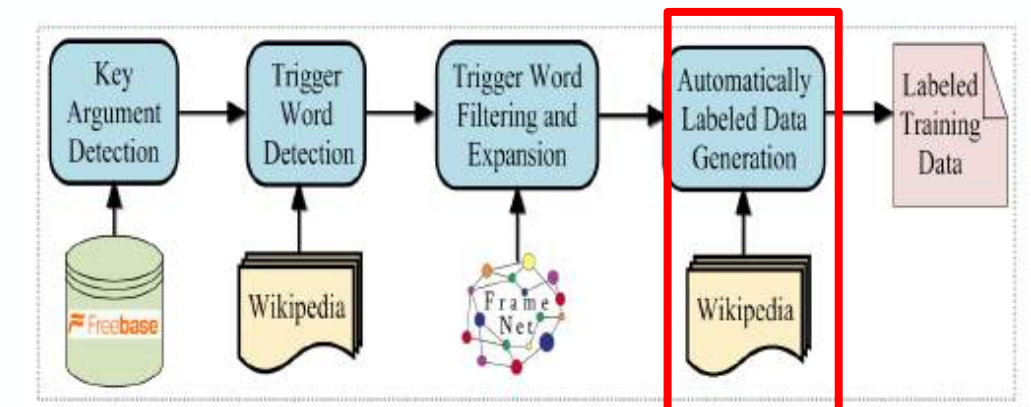 Key
Argument
Detection
Trigger
Word
Detection
Trigger Word
Filtering and
Expansion
Automatically
Labeled Data
Generation
Labeled
Training
Data
Freebase
Wikipedia
Frame
Net
Wikipedia